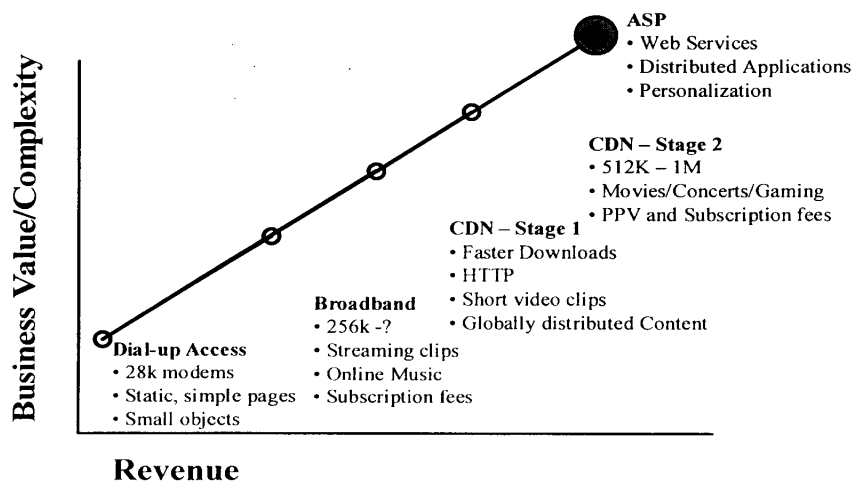 ASP
• Web Services
• Distributed Applications
• Personalization
CDN – Stage 2
• 512K – 1M
• Movies/Concerts/Gaming
• PPV and Subscription fees
CDN – Stage 1
• Faster Downloads
• HTTP
• Short video clips
• Globally distributed Content
Broadband
• 256k -?
• Streaming clips
• Online Music
• Subscription fees
Dial-up Access
• 28k modems
• Static, simple pages
• Small objects
Business Value/Complexity
Revenue